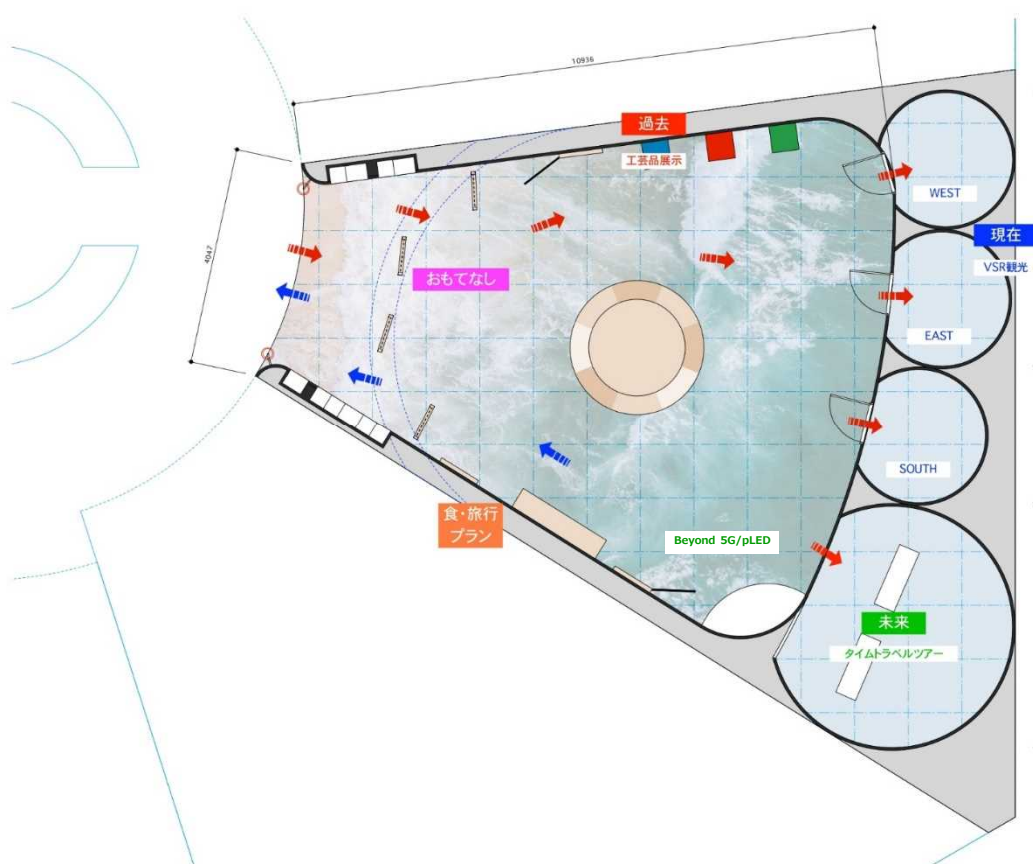 10936
過去
工芸品展示
WEST
現在
VSR観光
4047
おもてなし
EAST
SOUTH
食・旅行
プラン
Beyond 5G/pLED
未来
タイムトラベルツアー